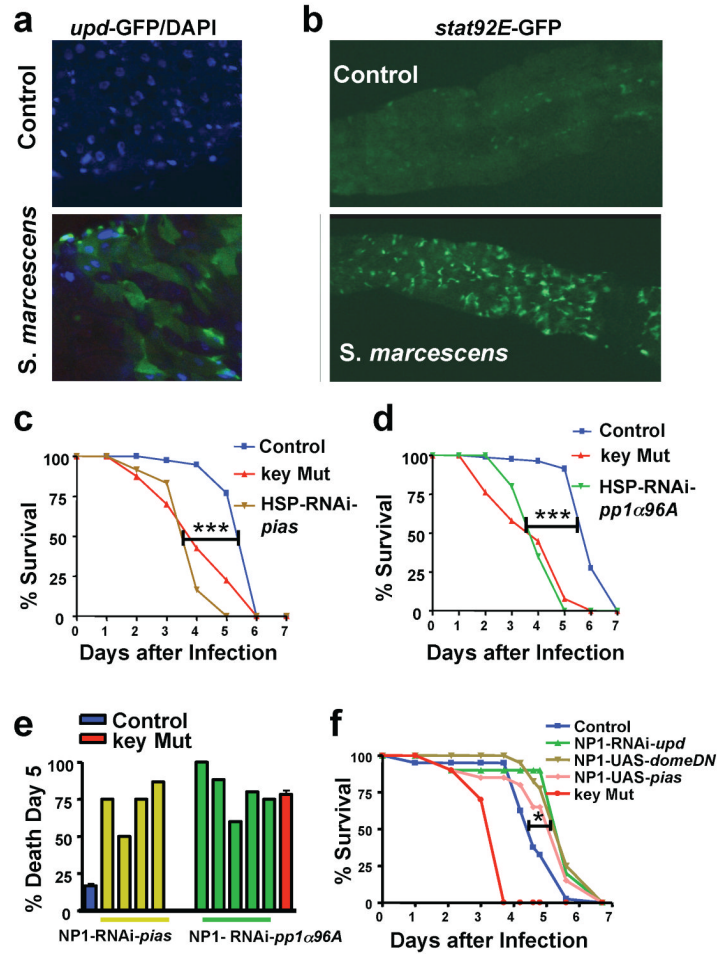 a
upd-GFP/DAPI
Control
S. marcescens
b
stat92E-GFP
Control
S. marcescens
c
Control
key Mut
HSP-RNAi-
pias
100
75
50
25
0
% Survival
***
0 1 2 3 4 5 6 7
Days after Infection
d
Control
key Mut
HSP-RNAi-
pp1α96A
100
75
50
25
0
% Survival
***
0 1 2 3 4 5 6 7
Days after Infection
e
Control
key Mut
100
75
50
25
0
% Death Day 5
NP1-RNAi-pias
NP1- RNAi-pp1α96A
f
Control
NP1-RNAi-upd
NP1-UAS-domeDN
NP1-UAS-pias
key Mut
100
75
50
25
0
% Survival
*
0 1 2 3 4 5 6 7
Days after Infection